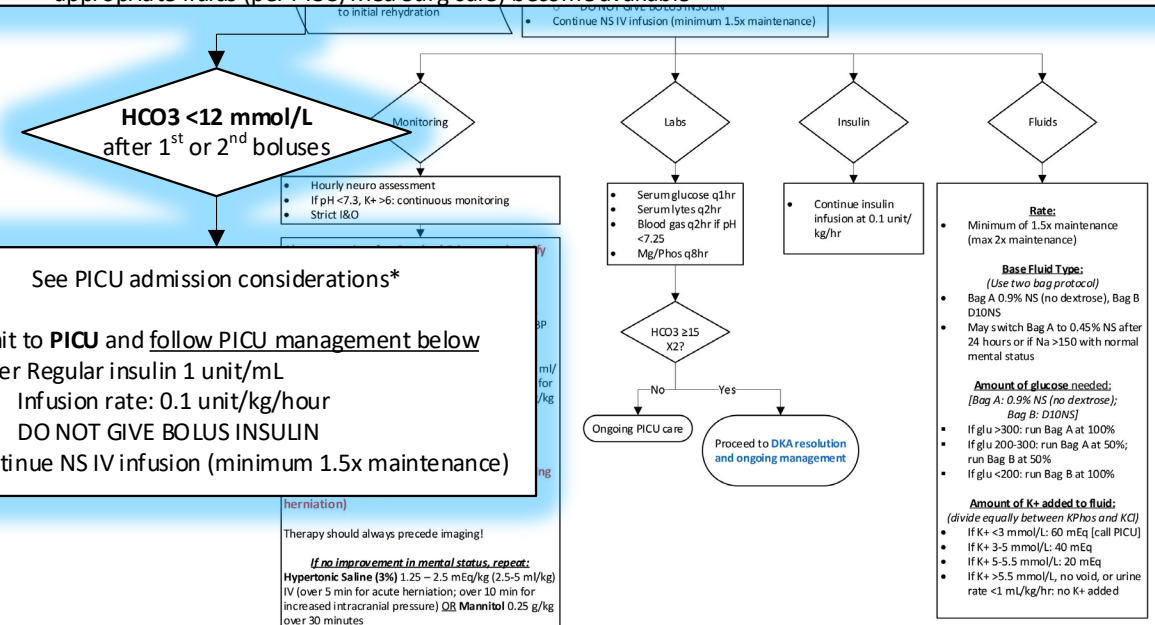 to initial rehydration
Continue NS IV infusion (minimum 1.5x maintenance)
HCO3 <12 mmol/L
after 1st or 2nd boluses
Monitoring
Labs
Insulin
Fluids
• Hourly neuro assessment
• If pH <7.3, K+ >6: continuous monitoring
• Strict I&O
• Serum glucose q1hr
• Serum lytes q2hr
• Blood gas q2hr if pH
<7.25
• Mg/Phos q8hr
• Continue insulin
infusion at 0.1 unit/
kg/hr
Rate:
• Minimum of 1.5x maintenance
(max 2x maintenance)
Base Fluid Type:
(Use two bag protocol)
• Bag A 0.9% NS (no dextrose), Bag B
D10NS
• May switch Bag A to 0.45% NS after
24 hours or if Na >150 with normal
mental status
Amount of glucose needed:
[Bag A: 0.9% NS (no dextrose);
Bag B: D10NS]
▪ If glu >300: run Bag A at 100%
▪ If glu 200-300: run Bag A at 50%;
run Bag B at 50%
▪ If glu <200: run Bag B at 100%
Amount of K+ added to fluid:
(divide equally between KPhos and KCl)
• If K+ <3 mmol/L: 60 mEq [call PICU]
• If K+ 3-5 mmol/L: 40 mEq
• If K+ 5-5.5 mmol/L: 20 mEq
• If K+ >5.5 mmol/L, no void, or urine
rate <1 mL/kg/hr: no K+ added
See PICU admission considerations*
to PICU and follow PICU management below
Regular insulin 1 unit/mL
Infusion rate: 0.1 unit/kg/hour
DO NOT GIVE BOLUS INSULIN
NS IV infusion (minimum 1.5x maintenance)
HCO3 ≥15
X2?
No
Yes
Ongoing PICU care
Proceed to DKA resolution
and ongoing management
BP
ml/
for
/kg
herniation)
Therapy should always precede imaging!
If no improvement in mental status, repeat:
Hypertonic Saline (3%) 1.25 – 2.5 mEq/kg (2.5-5 ml/kg)
IV (over 5 min for acute herniation; over 10 min for
increased intracranial pressure) OR Mannitol 0.25 g/kg
over 30 minutes